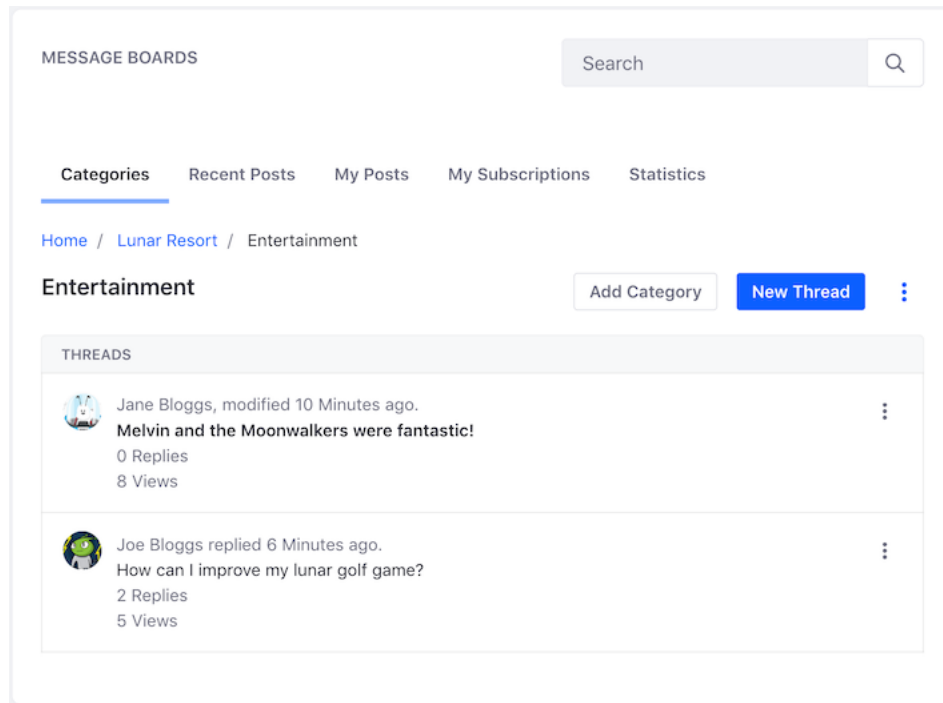 MESSAGE BOARDS
Search
Categories Recent Posts My Posts My Subscriptions Statistics
Home / Lunar Resort / Entertainment
Entertainment
Add Category New Thread
THREADS
Jane Bloggs, modified 10 Minutes ago.
Melvin and the Moonwalkers were fantastic!
0 Replies
8 Views
Joe Bloggs replied 6 Minutes ago.
How can I improve my lunar golf game?
2 Replies
5 Views